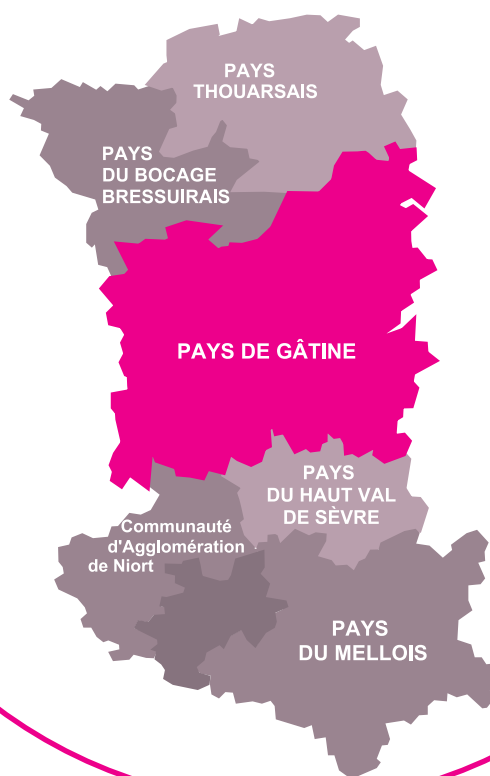 PAYS
THOUARSAIS
PAYS
DU BOCAGE
BRESSUIRAIS
PAYS DE GÂTINE
PAYS
DU HAUT VAL
DE SÈVRE
Communauté
d'Agglomération
de Niort
PAYS
DU MELLOIS